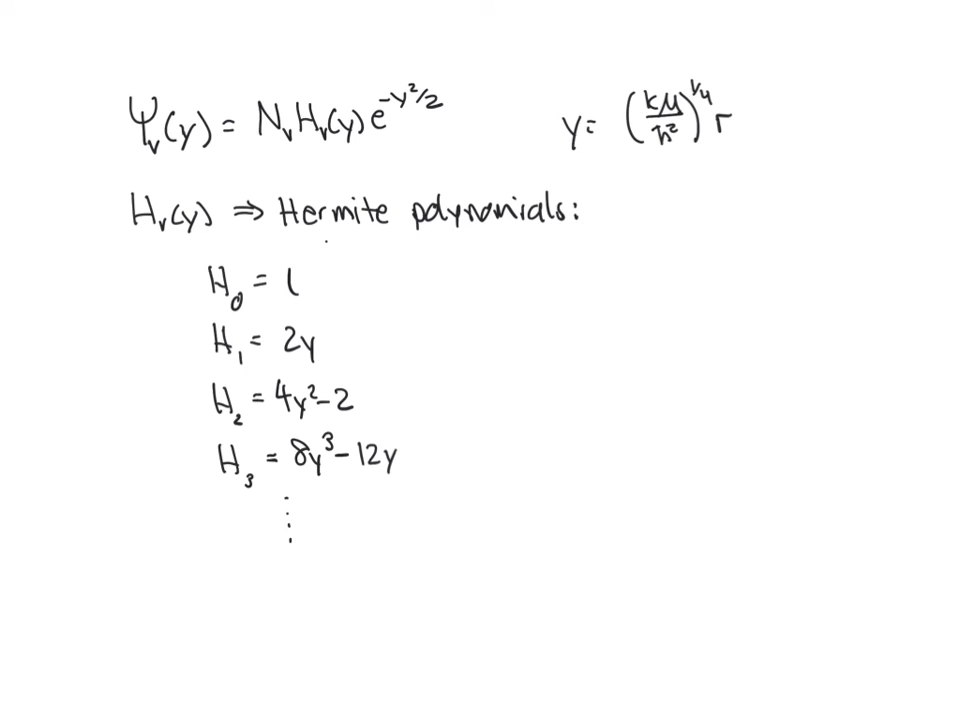 Ψᵥ(y) = NᵥHᵥ(y)e^(-y²/2) y = (kμ/ħ²)^(1/4) r
Hᵥ(y) ⇒ Hermite polynomials:
H₀ = 1
H₁ = 2y
H₂ = 4y² - 2
H₃ = 8y³ - 12y
⋮